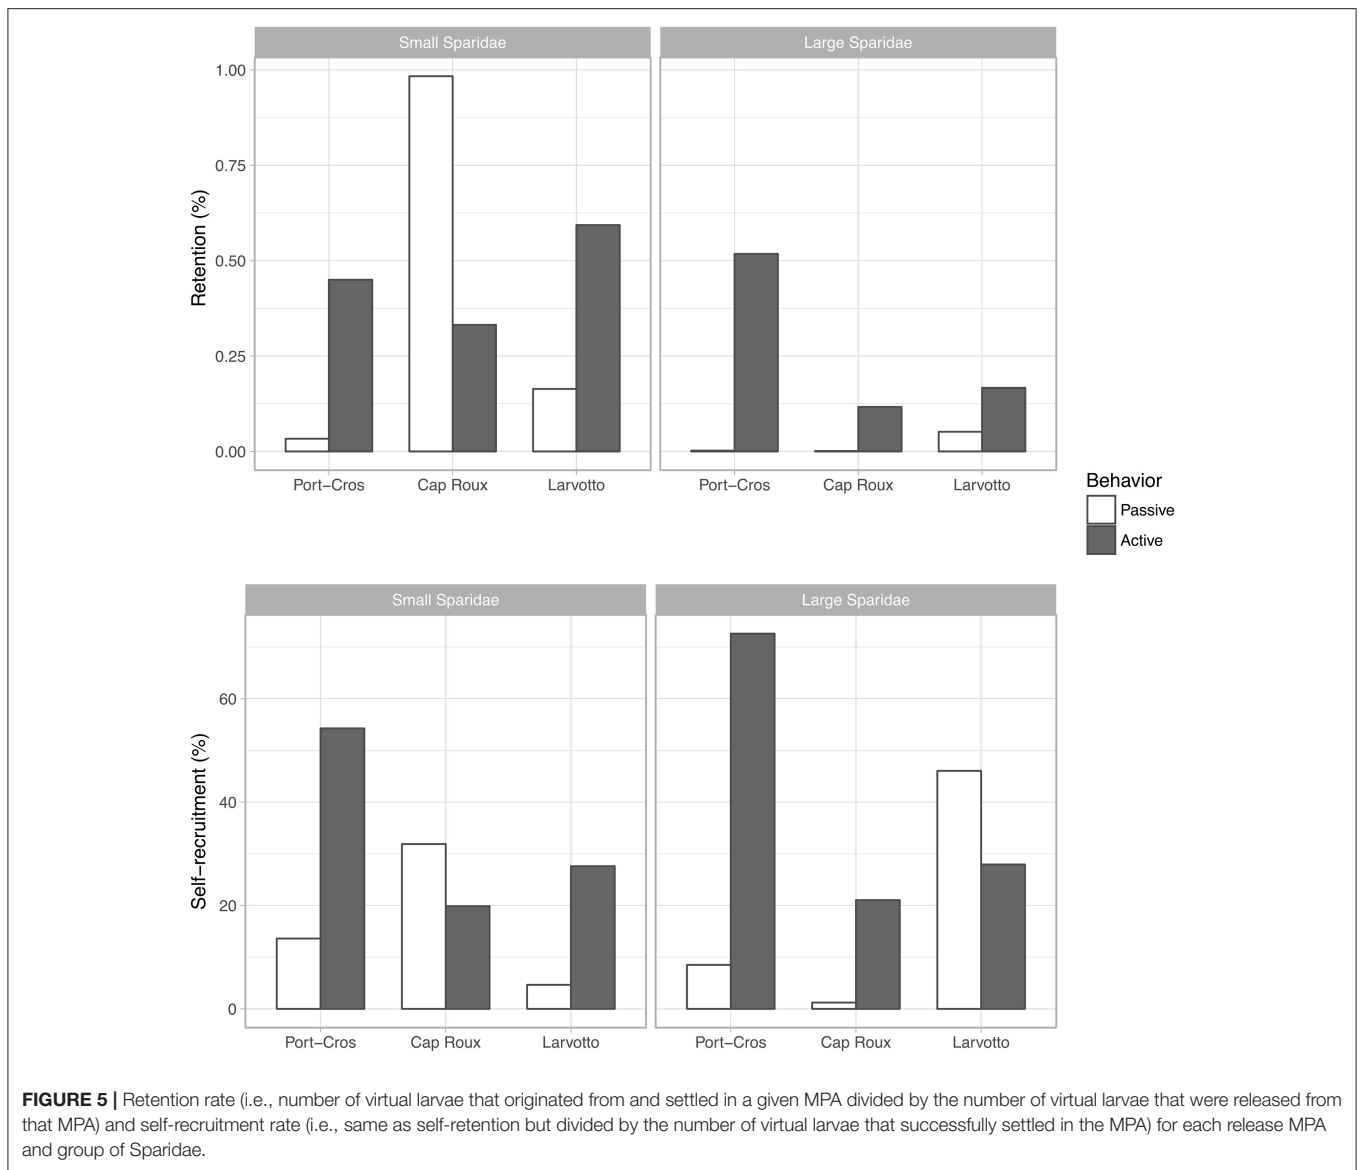 Small Sparidae
Large Sparidae
Retention (%)
1.00
0.75
0.50
0.25
0.00
Port–Cros
Cap Roux
Larvotto
Port–Cros
Cap Roux
Larvotto
Behavior
Passive
Active
Small Sparidae
Large Sparidae
Self–recruitment (%)
60
40
20
0
Port–Cros
Cap Roux
Larvotto
Port–Cros
Cap Roux
Larvotto
FIGURE 5 | Retention rate (i.e., number of virtual larvae that originated from and settled in a given MPA divided by the number of virtual larvae that were released from
that MPA) and self-recruitment rate (i.e., same as self-retention but divided by the number of virtual larvae that successfully settled in the MPA) for each release MPA
and group of Sparidae.